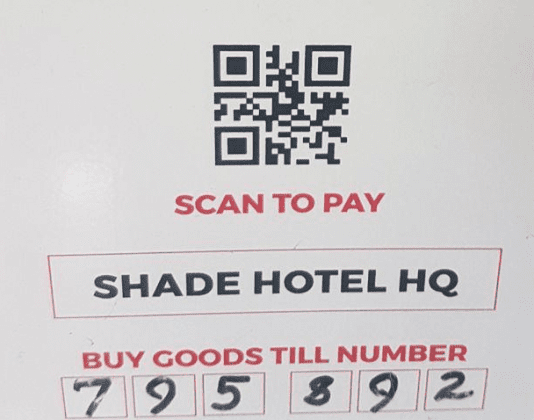 SCAN TO PAY
SHADE HOTEL HQ
BUY GOODS TILL NUMBER
795 892